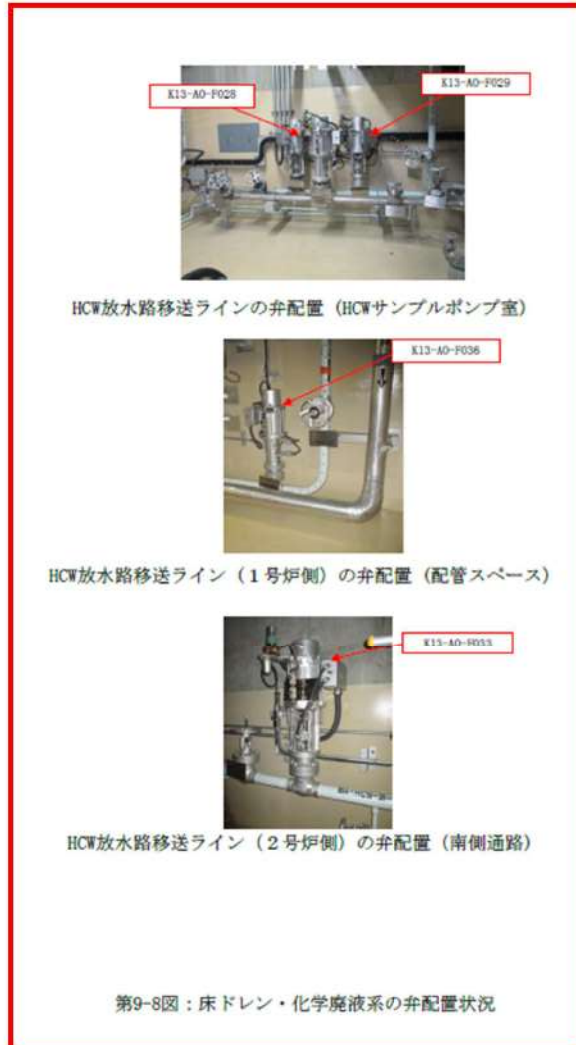 K13-AO-F028
K13-AO-F029
HCW放水路移送ラインの弁配置（HCWサンプルポンプ室）
K13-AO-F036
HCW放水路移送ライン（１号炉側）の弁配置（配管スペース）
K13-AO-F033
HCW放水路移送ライン（２号炉側）の弁配置（南側通路）
第9-8図：床ドレン・化学廃液系の弁配置状況